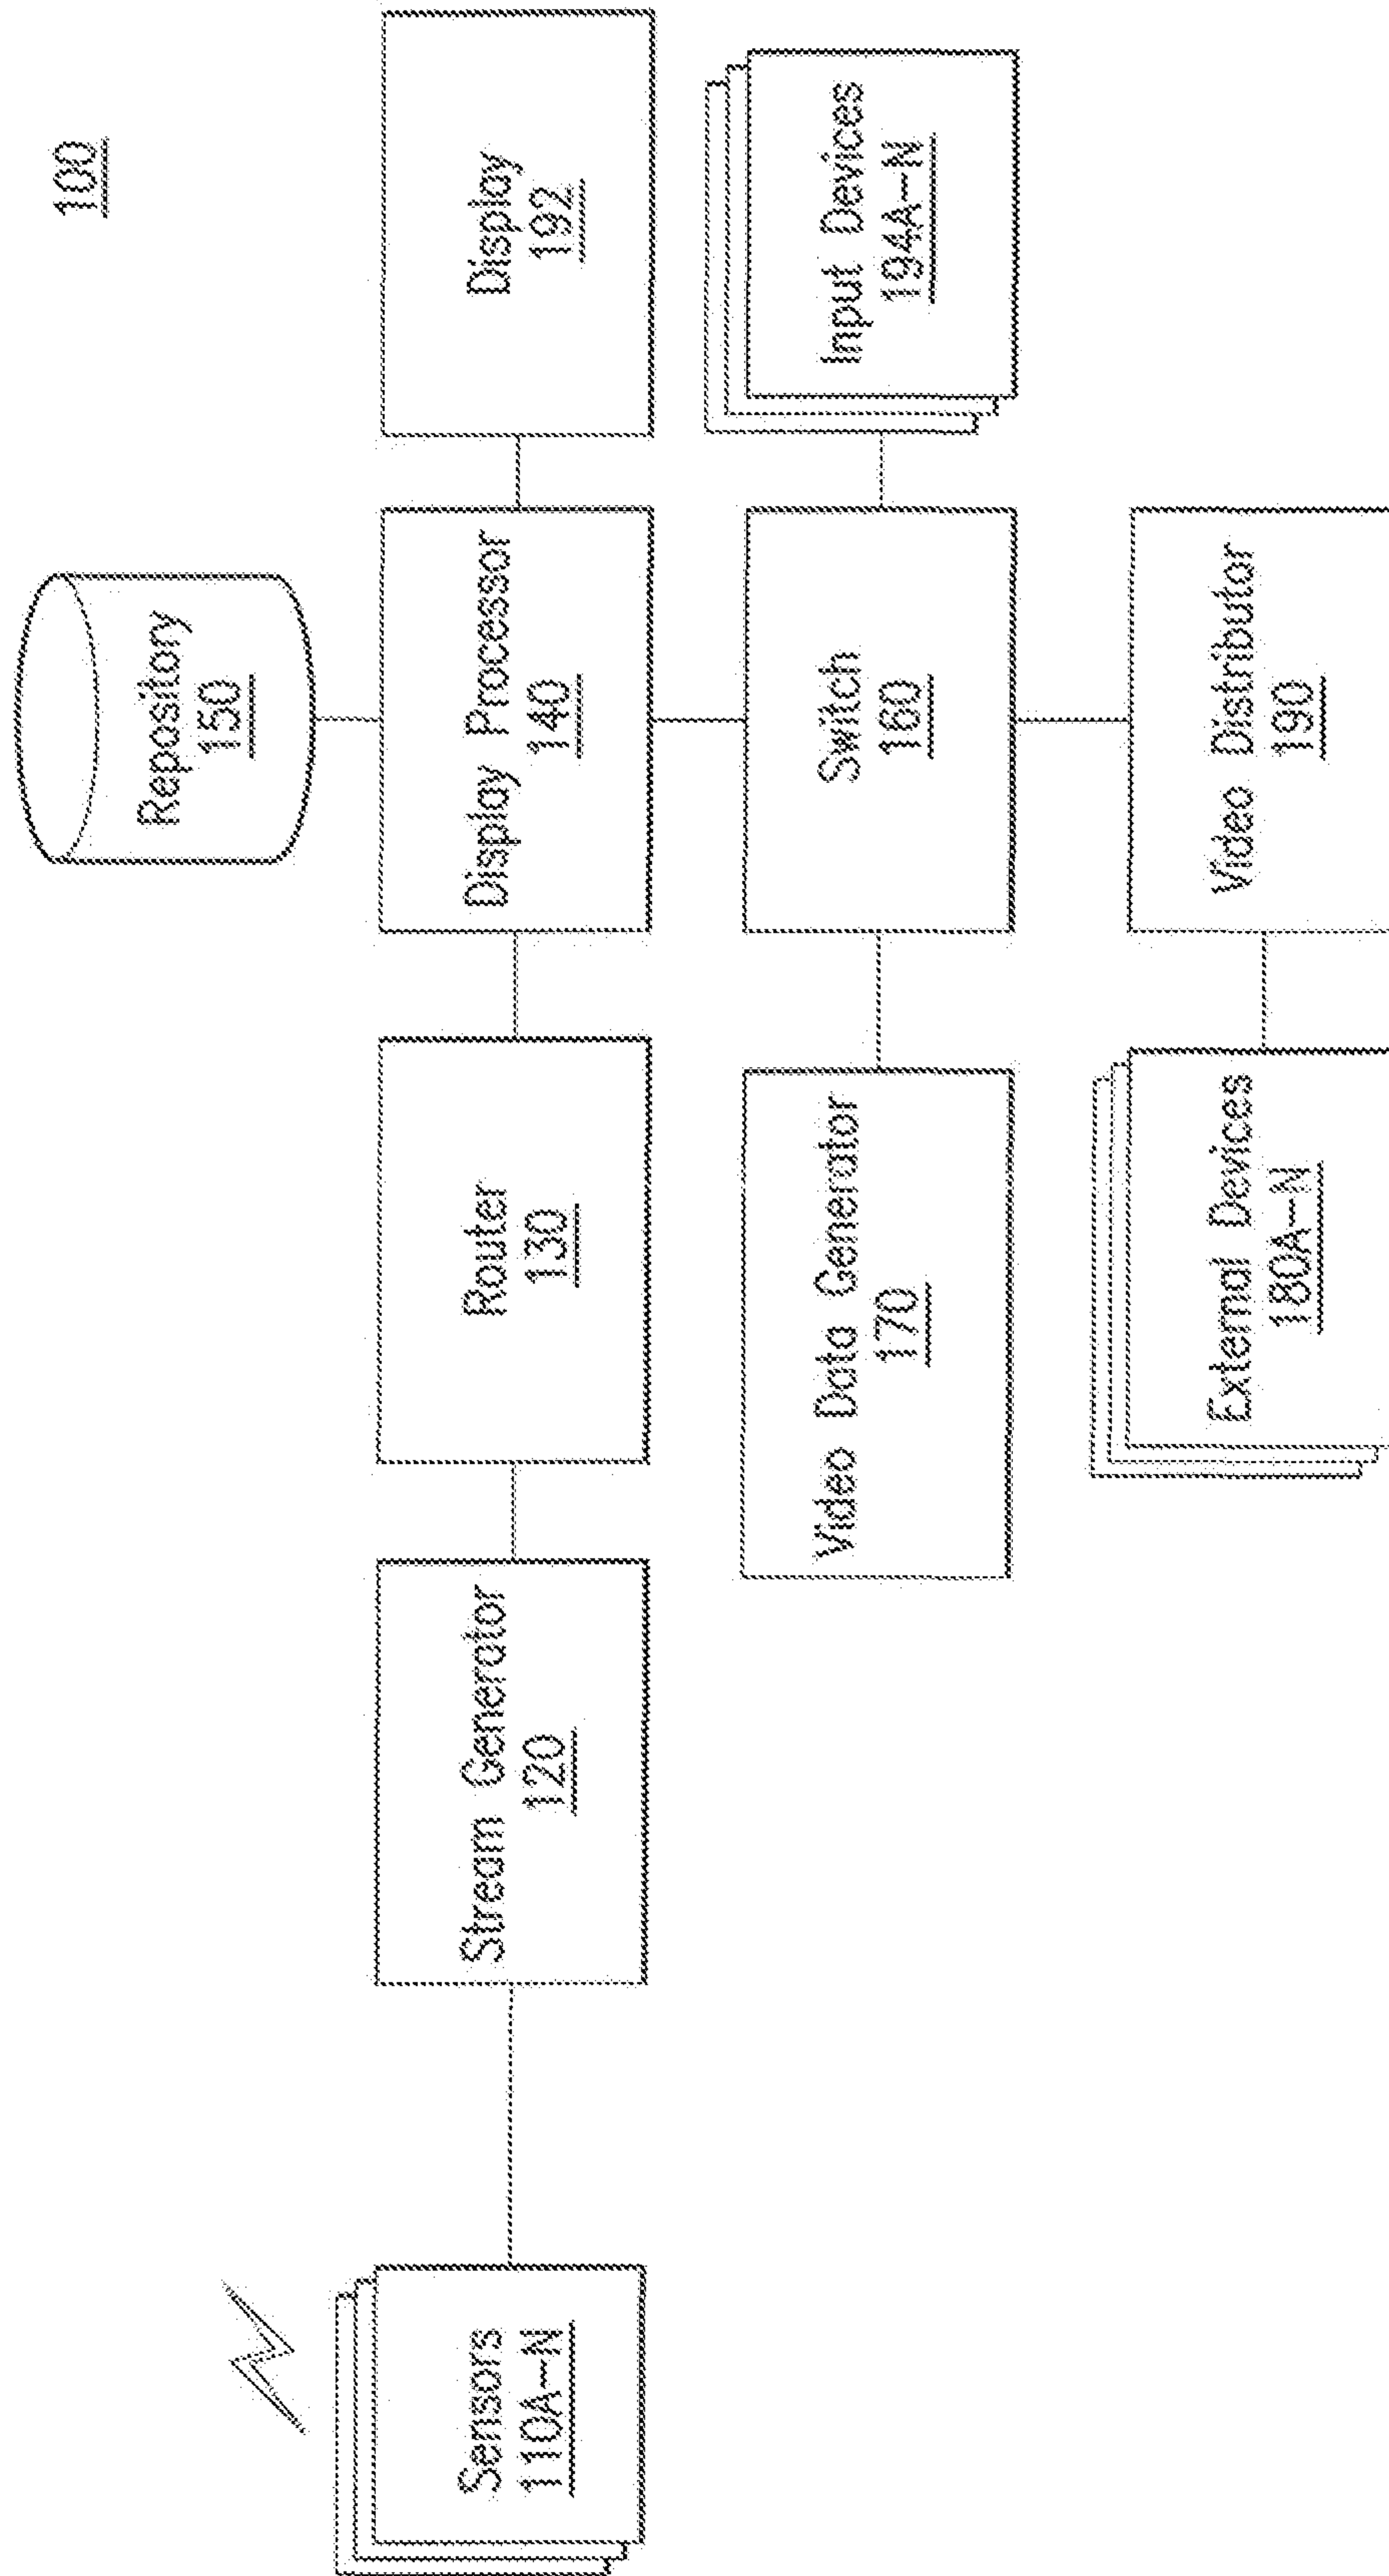 100
Repository
150
Sensors
110A-N
Stream Generator
120
Router
130
Display Processor
140
Display
192
Video Data Generator
170
Switch
160
Input Devices
194A-N
External Devices
180A-N
Video Distributor
190